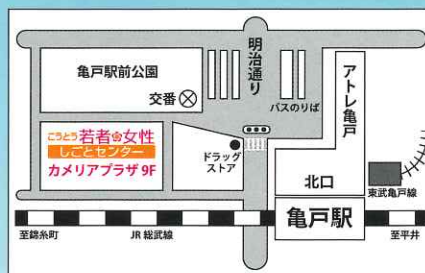 亀戸駅前公園
交番
明治通り
バスのりば
アトレ亀戸
こうとう若者女性
しごとセンター
カメリアプラザ 9F
ドラッグ
ストア
北口
東武亀戸線
亀戸駅
至錦糸町
JR 総武線
至平井